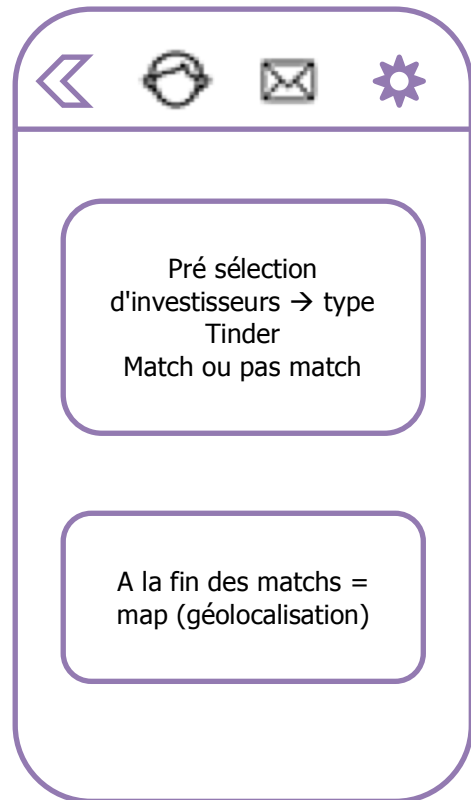 Pré sélection
d'investisseurs → type
Tinder
Match ou pas match
A la fin des matchs =
map (géolocalisation)